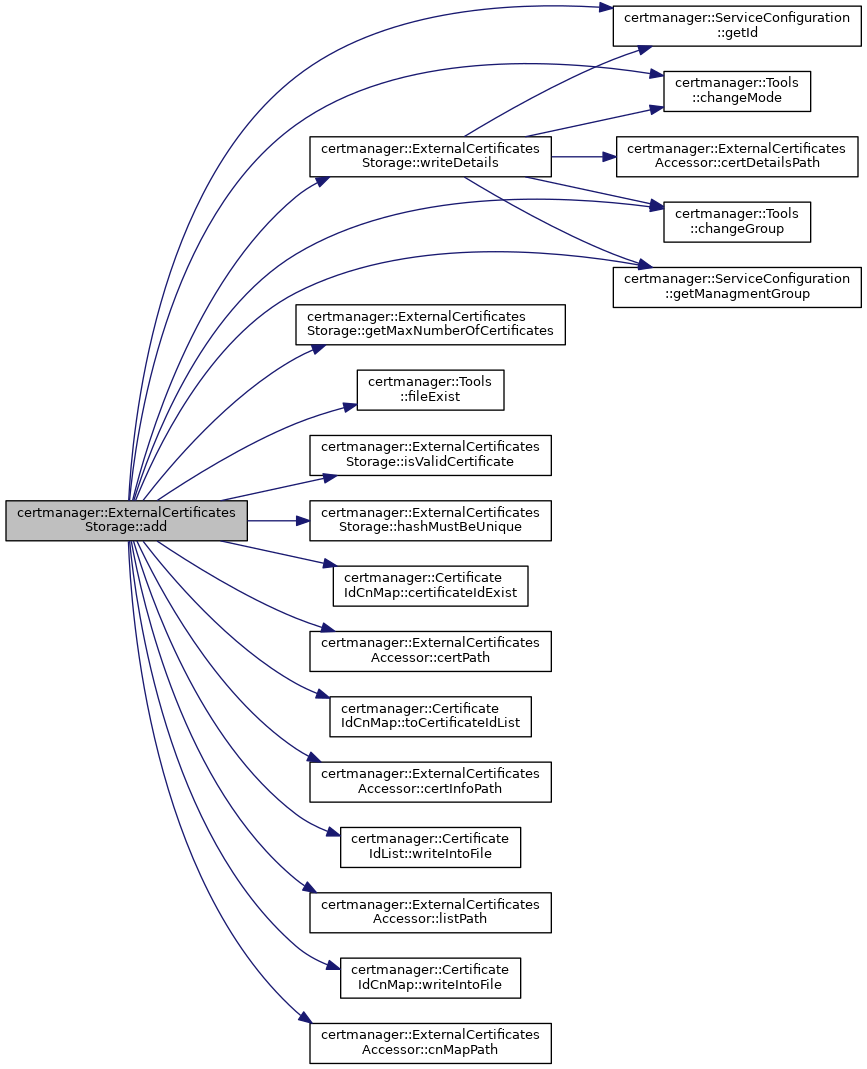 certmanager::ServiceConfiguration
::getId
certmanager::Tools
::changeMode
certmanager::ExternalCertificates
Storage::writeDetails
certmanager::ExternalCertificates
Accessor::certDetailsPath
certmanager::Tools
::changeGroup
certmanager::ServiceConfiguration
::getManagmentGroup
certmanager::ExternalCertificates
Storage::getMaxNumberOfCertificates
certmanager::Tools
::fileExist
certmanager::ExternalCertificates
Storage::isValidCertificate
certmanager::ExternalCertificates
Storage::add
certmanager::ExternalCertificates
Storage::hashMustBeUnique
certmanager::Certificate
IdCnMap::certificateIdExist
certmanager::ExternalCertificates
Accessor::certPath
certmanager::Certificate
IdCnMap::toCertificateIdList
certmanager::ExternalCertificates
Accessor::certInfoPath
certmanager::Certificate
IdList::writeIntoFile
certmanager::ExternalCertificates
Accessor::listPath
certmanager::Certificate
IdCnMap::writeIntoFile
certmanager::ExternalCertificates
Accessor::cnMapPath